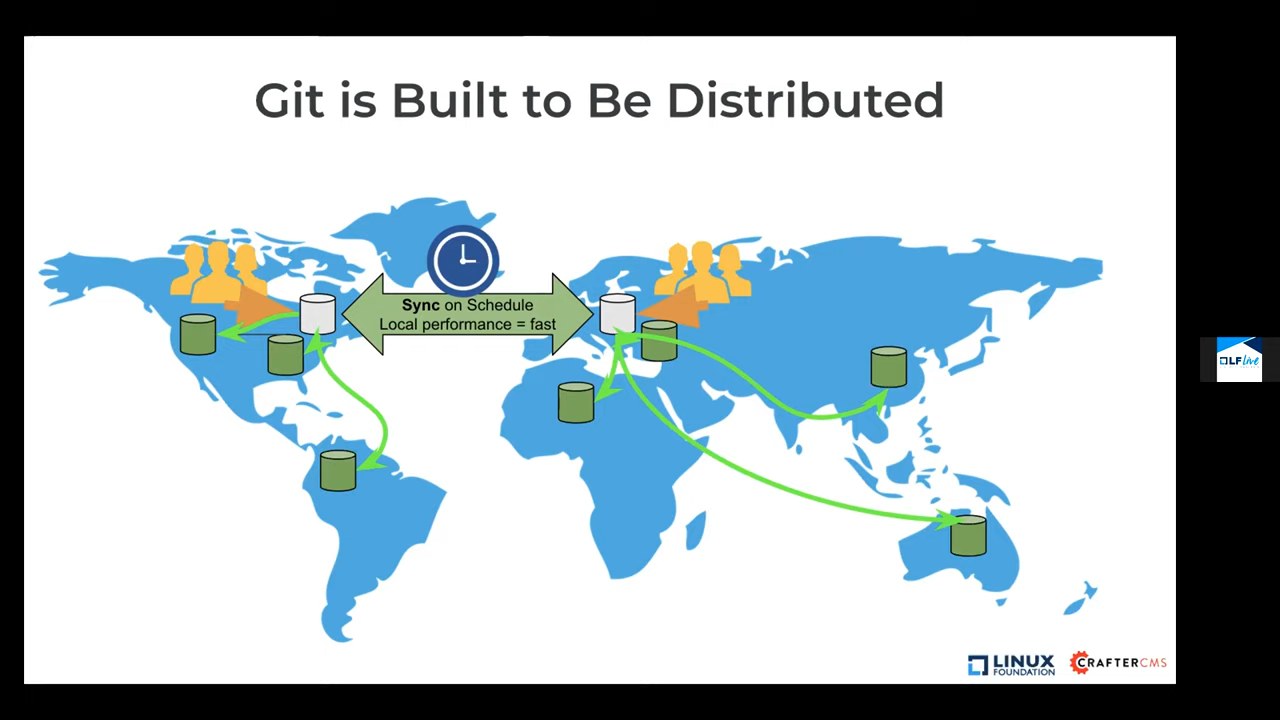 Git is Built to Be Distributed
Sync on Schedule
Local performance = fast
LF Live
LINUX
FOUNDATION
CRAFTERCMS